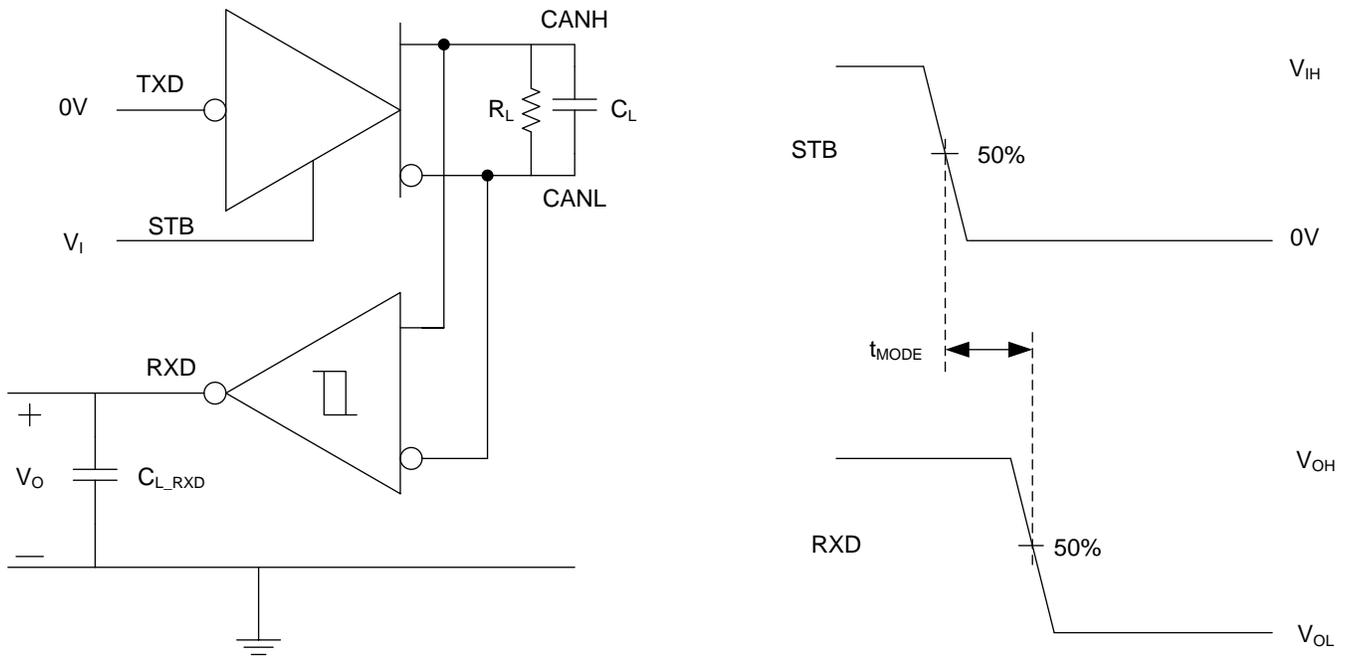 CANH
TXD
0V
R_L
C_L
STB
V_I
CANL
RXD
+
V_O
C_L_RXD
—
V_IH
STB
50%
0V
t_MODE
V_OH
RXD
50%
V_OL